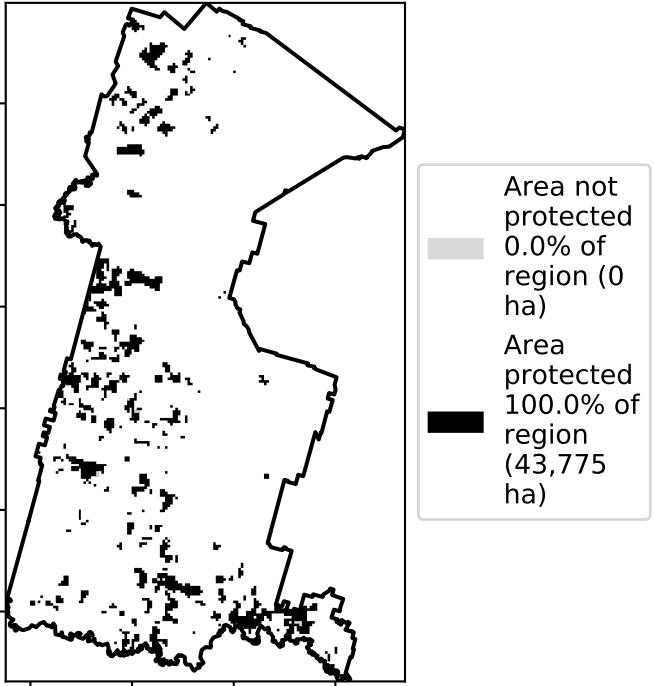 Area not
protected
0.0% of
region (0
ha)
Area
protected
100.0% of
region
(43,775
ha)